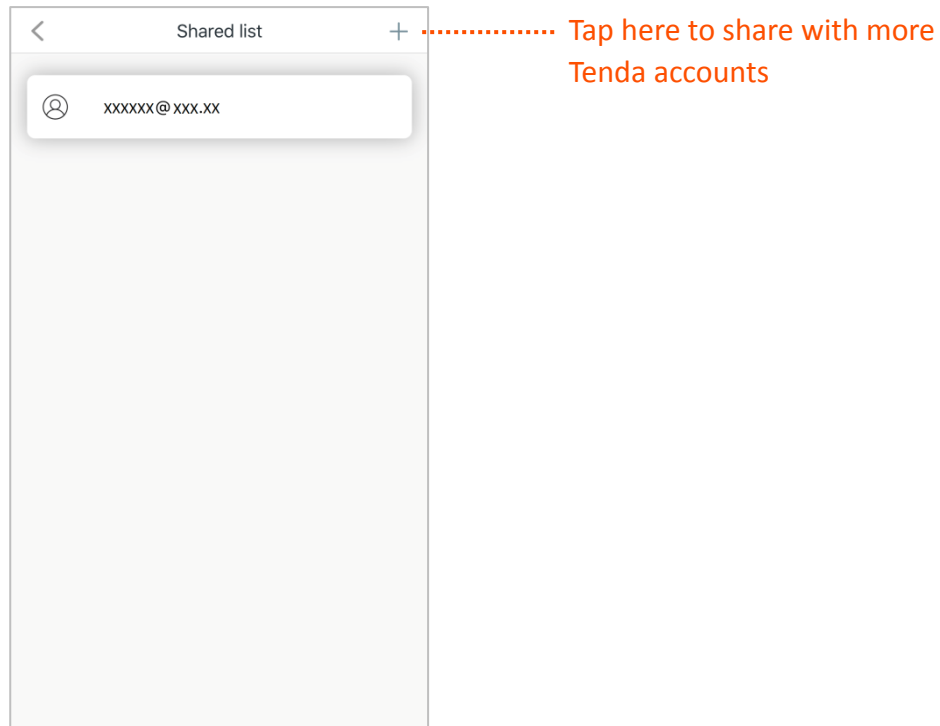 Shared list
Tap here to share with more
Tenda accounts
xxxxxx@xxx.xx